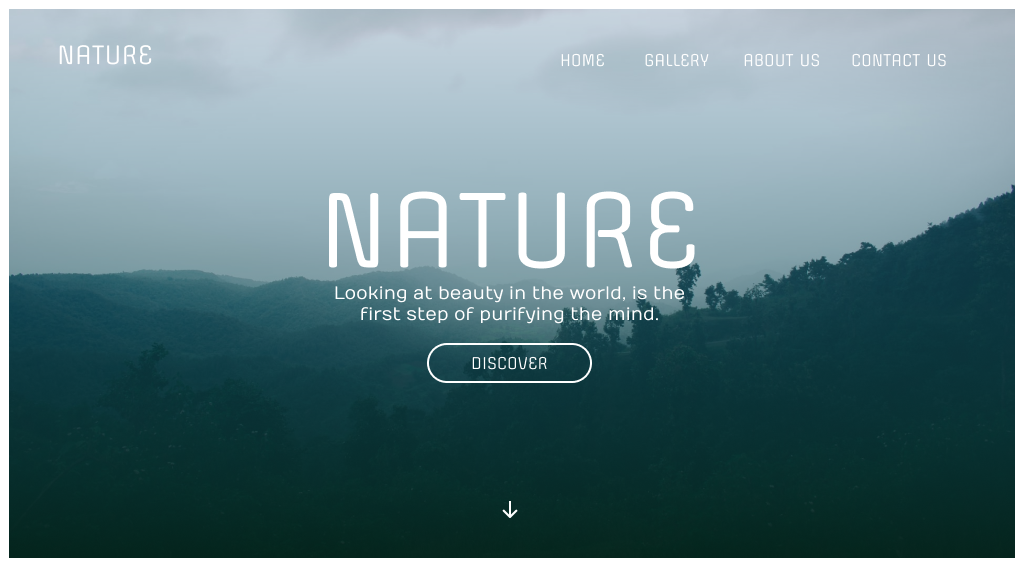 NATURE
HOME GALLERY ABOUT US CONTACT US
NATURE
Looking at beauty in the world, is the
first step of purifying the mind.
DISCOVER